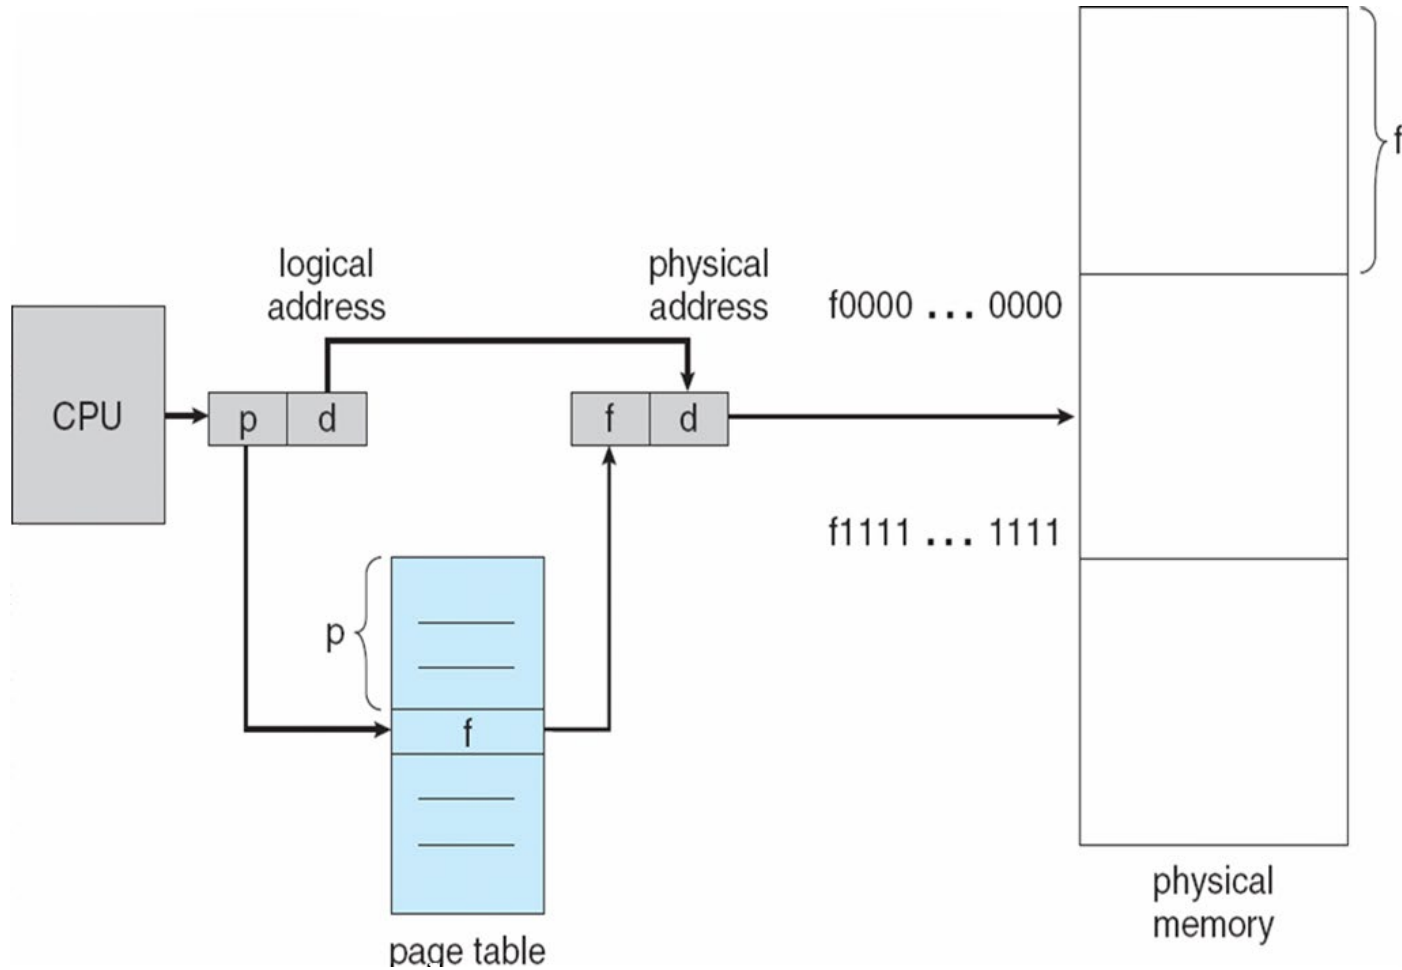 f
logical
address
physical
address
f0000 ... 0000
CPU
p
d
f
d
f1111 ... 1111
p
f
physical
memory
page table